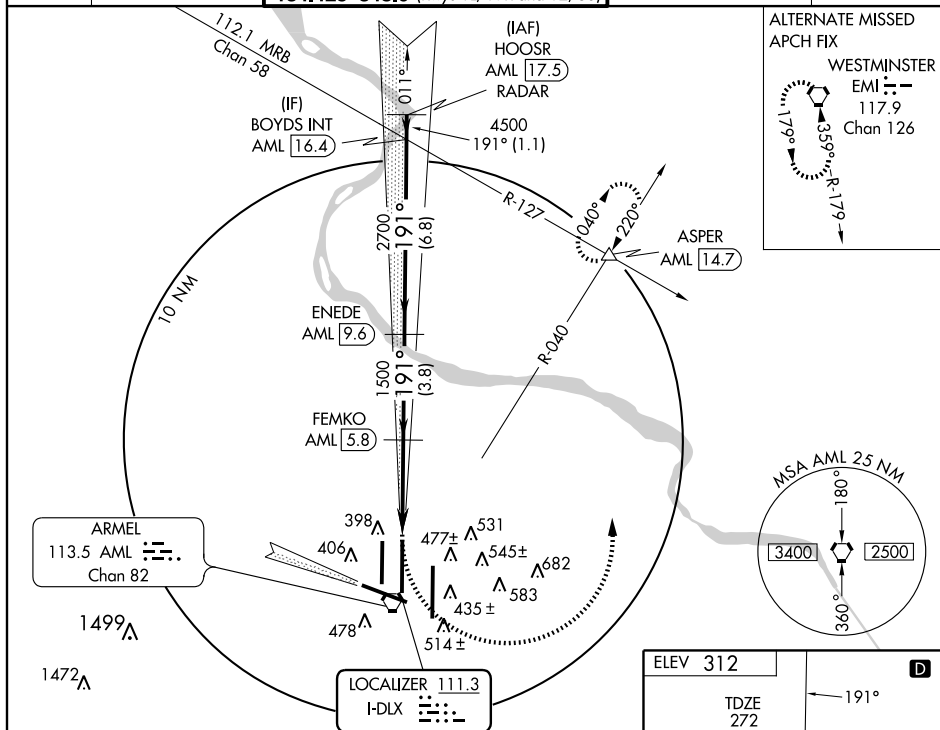 112.1 MRB
Chan 58
(IAF)
HOOSR
AML 17.5
RADAR
011°
4500
191° (1.1)
(IF)
BOYDS INT
AML 16.4
ALTERNATE MISSED
APCH FIX
WESTMINSTER
EMI
117.9
Chan 126
179°
359°
R-179
R-127
040°
220°
ASPER
AML 14.7
R-040
10 NM
2700
191°
(6.8)
ENEDE
AML 9.6
1500
191°
(3.8)
FEMKO
AML 5.8
MSA AML 25 NM
180°
3400
2500
360°
ARMEL
113.5 AML
Chan 82
398
406
478
477±
531
545±
682
583
435±
514±
1499
1472
LOCALIZER 111.3
I-DLX
ELEV 312
D
TDZE
272
191°